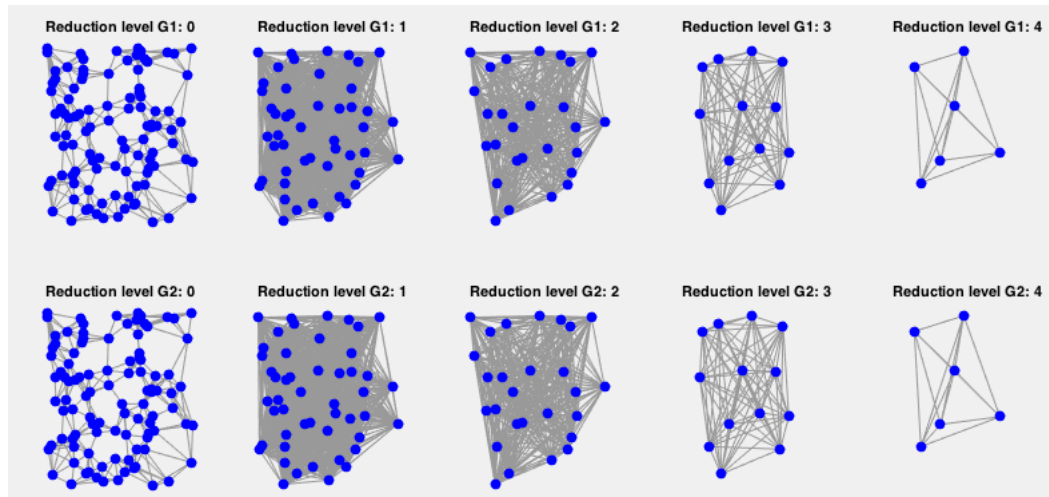 Reduction level G1: 0
Reduction level G1: 1
Reduction level G1: 2
Reduction level G1: 3
Reduction level G1: 4
Reduction level G2: 0
Reduction level G2: 1
Reduction level G2: 2
Reduction level G2: 3
Reduction level G2: 4